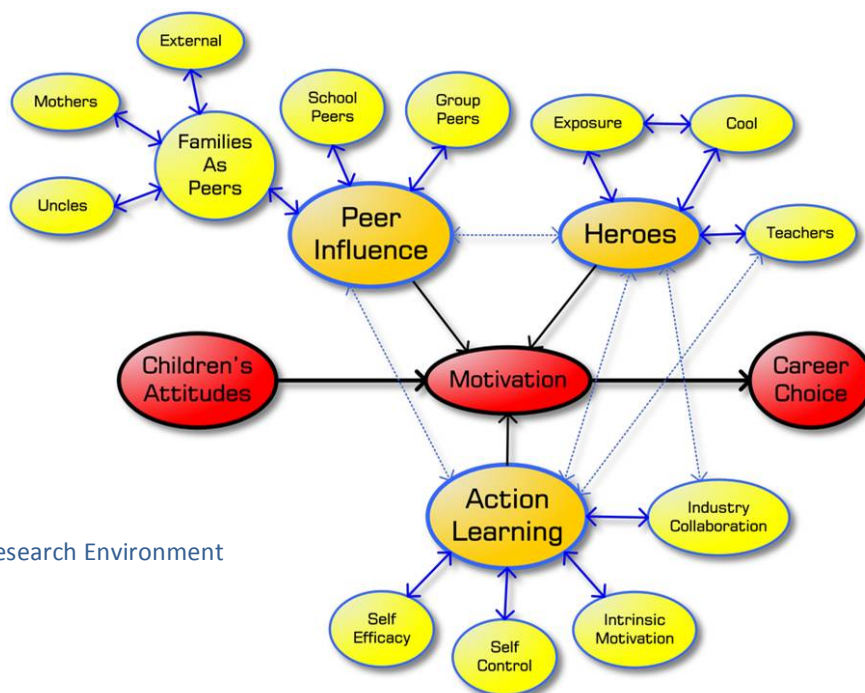 External
Mothers
School
Peers
Group
Peers
Families
As
Peers
Exposure
Cool
Uncles
Peer
Influence
Heroes
Teachers
Children's
Attitudes
Motivation
Career
Choice
Action
Learning
Industry
Collaboration
Research Environment
Self
Efficacy
Self
Control
Intrinsic
Motivation